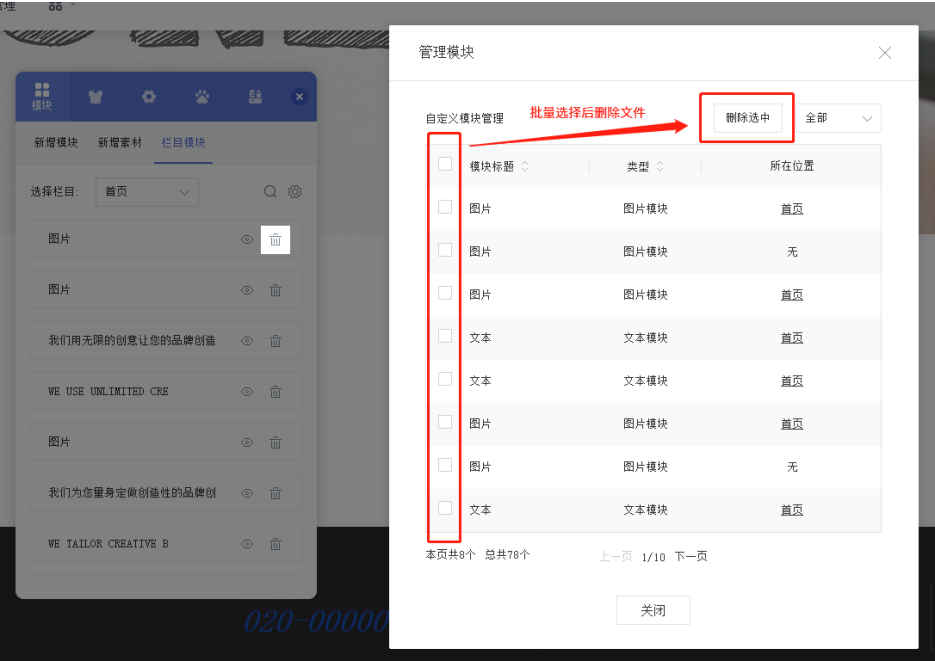 管理
模块
新增模块 新增素材 栏目模块
选择栏目: 首页
图片
图片
我们用无限的创意让您的品牌创造
WE USE UNLIMITED CRE
图片
我们为您量身定做创造性的品牌创
WE TAILOR CREATIVE B
020-00000
管理模块
自定义模块管理 批量选择后删除文件 删除选中 全部
模块标题 类型 所在位置
图片 图片模块 首页
图片 图片模块 无
图片 图片模块 首页
文本 文本模块 首页
文本 文本模块 首页
图片 图片模块 首页
图片 图片模块 无
文本 文本模块 首页
本页共8个 总共78个 上一页 1/10 下一页
关闭